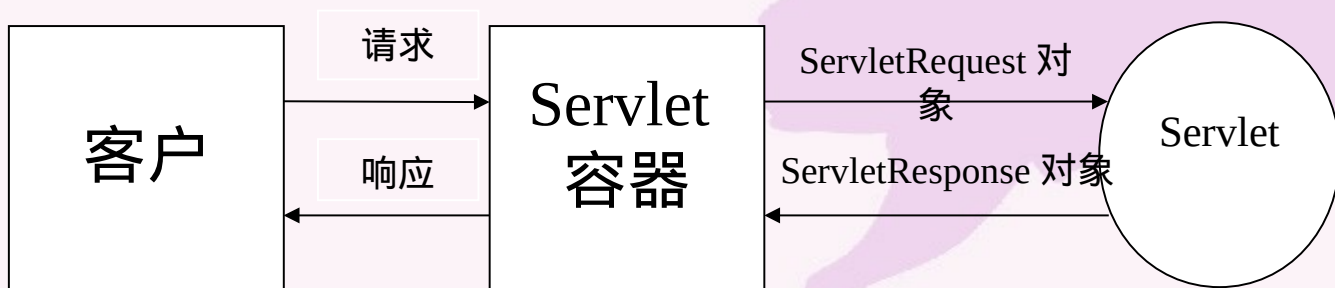 客户
请求
响应
Servlet
容器
ServletRequest 对
象
ServletResponse 对象
Servlet